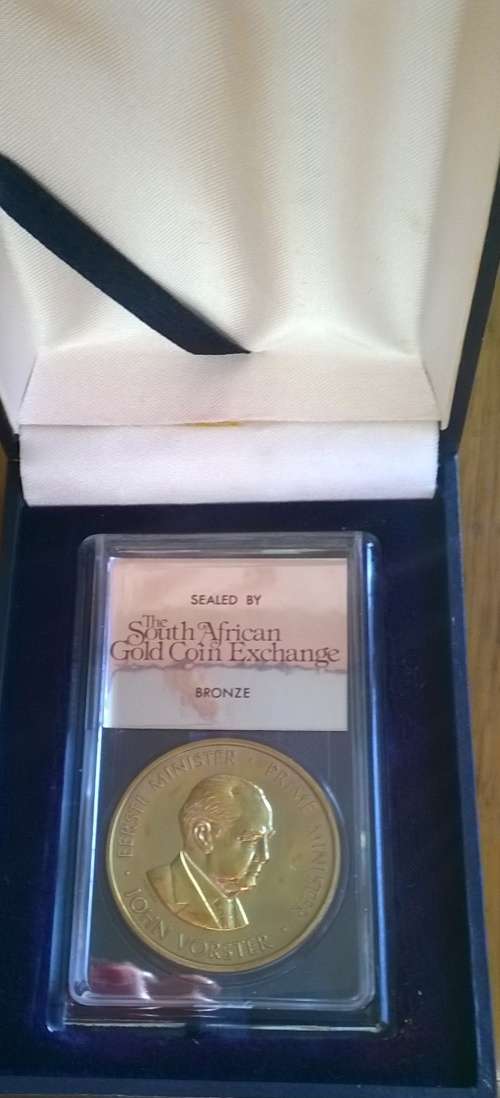 SEALED BY
The
South African
Gold Coin Exchange
BRONZE
EERSTE MINISTER · PRIME MINISTER
JOHN VORSTER